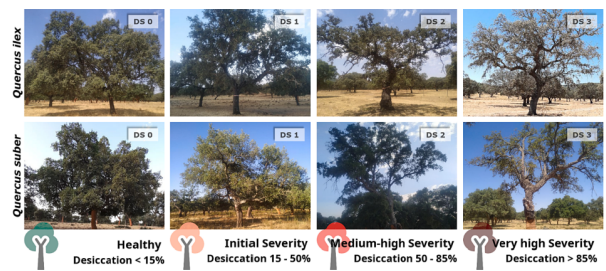 Quercus ilex
DS 0
DS 1
DS 2
DS 3
Quercus suber
DS 0
DS 1
DS 2
DS 3
Healthy
Desiccation < 15%
Initial Severity
Desiccation 15 - 50%
Medium-high Severity
Desiccation 50 - 85%
Very high Severity
Desiccation > 85%